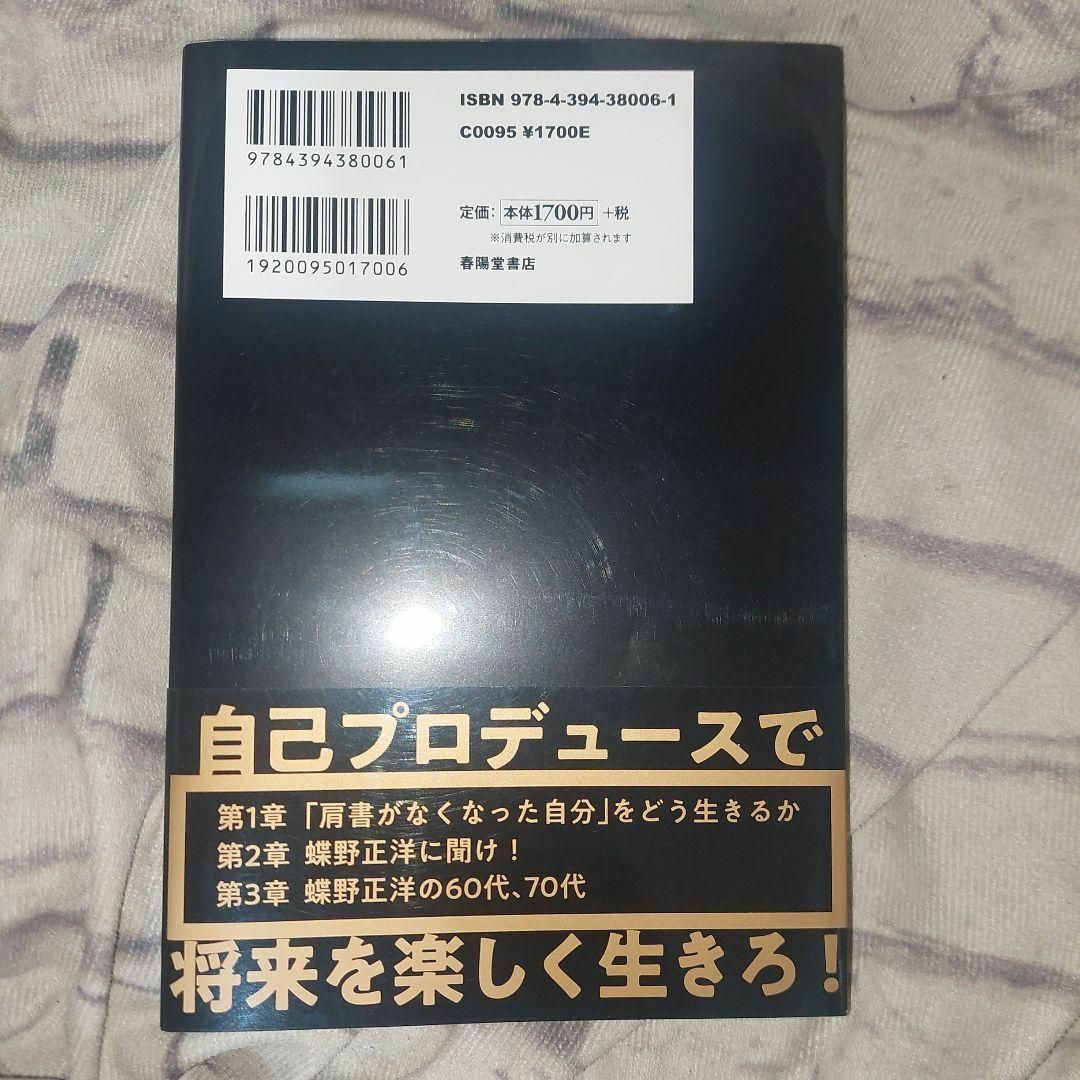 ISBN 978-4-394-38006-1
C0095 ¥1700E
9784394380061
定価: 本体1700円 +税
※消費税が別に加算されます
1920095017006
春陽堂書店
自己プロデュースで
第1章 「肩書がなくなった自分」をどう生きるか
第2章 蝶野正洋に聞け!
第3章 蝶野正洋の60代、70代
将来を楽しく生きろ!